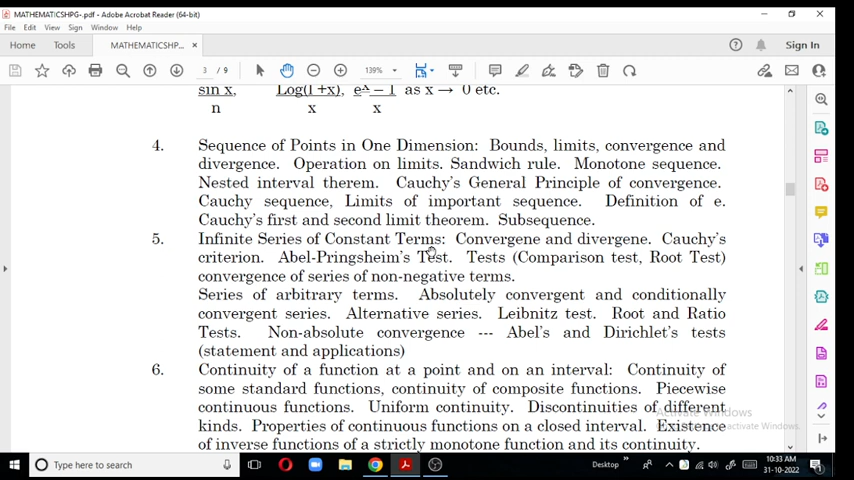 MATHEMATICSHPG-.pdf - Adobe Acrobat Reader (64-bit)
File Edit View Sign Window Help
Home Tools MATHEMATICSHP... × Sign In
3 / 9 139%
sin x, Log(1+x), eˣ – 1 as x → 0 etc.
n x x
4. Sequence of Points in One Dimension: Bounds, limits, convergence and
divergence. Operation on limits. Sandwich rule. Monotone sequence.
Nested interval therem. Cauchy's General Principle of convergence.
Cauchy sequence, Limits of important sequence. Definition of e.
Cauchy's first and second limit theorem. Subsequence.
5. Infinite Series of Constant Terms: Convergene and divergene. Cauchy's
criterion. Abel-Pringsheim's Test. Tests (Comparison test, Root Test)
convergence of series of non-negative terms.
Series of arbitrary terms. Absolutely convergent and conditionally
convergent series. Alternative series. Leibnitz test. Root and Ratio
Tests. Non-absolute convergence --- Abel's and Dirichlet's tests
(statement and applications)
6. Continuity of a function at a point and on an interval: Continuity of
some standard functions, continuity of composite functions. Piecewise
continuous functions. Uniform continuity. Discontinuities of different
kinds. Properties of continuous functions on a closed interval. Existence
of inverse functions of a strictly monotone function and its continuity.
Activate Windows
activate Windows.
Type here to search
Desktop
10:33 AM
31-10-2022